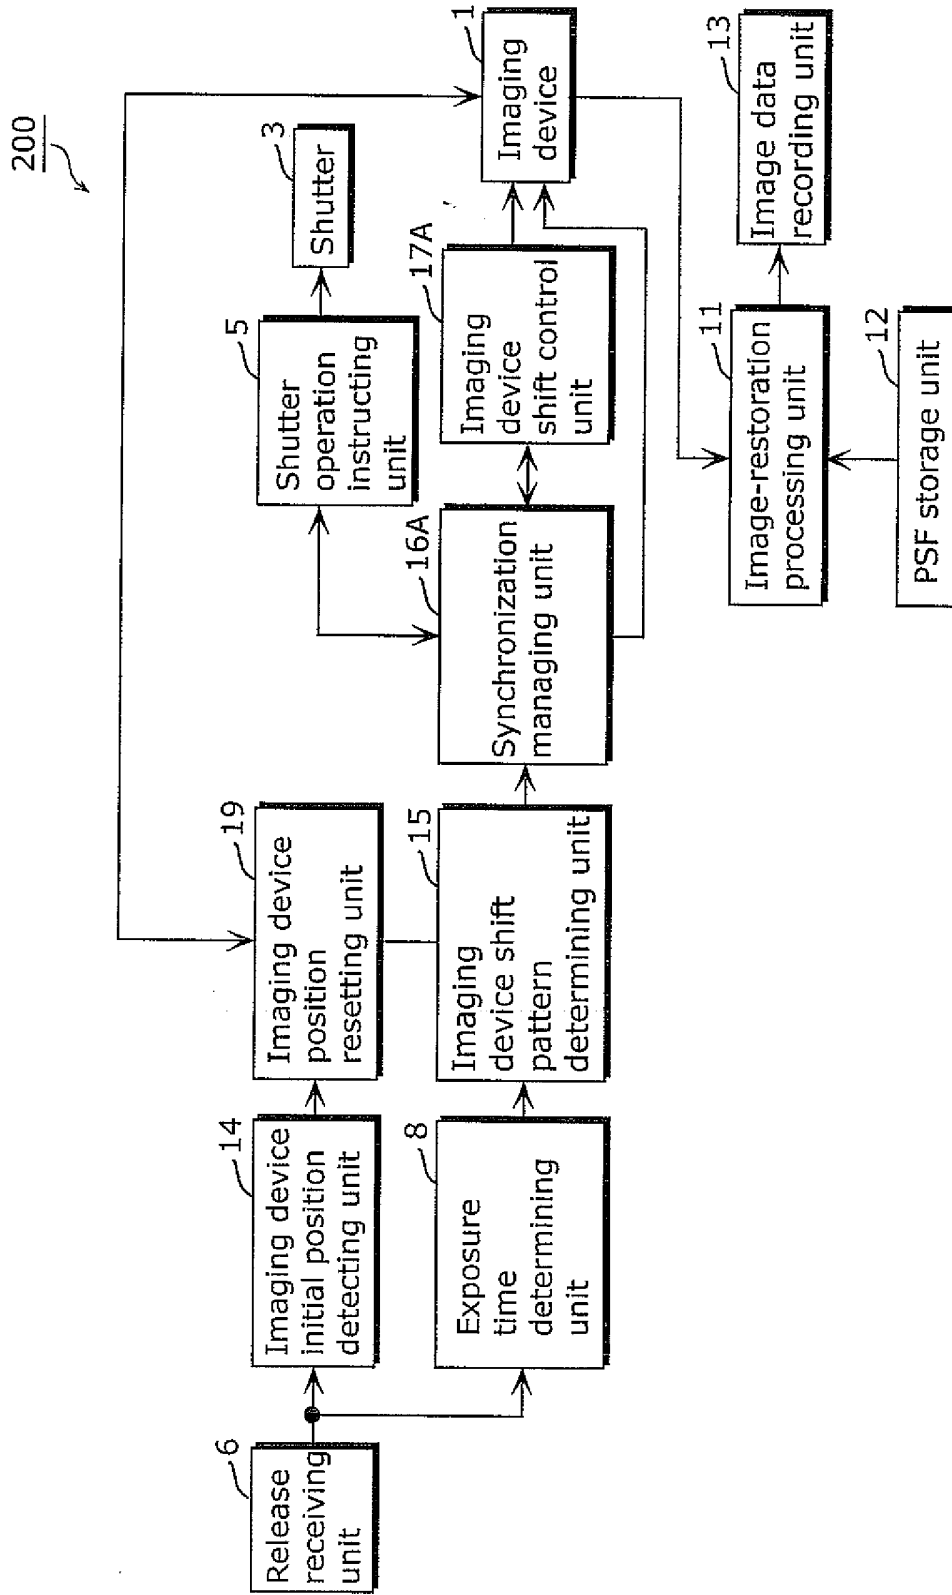 200
6
Release
receiving
unit
14
Imaging device
initial position
detecting unit
19
Imaging device
position
resetting unit
8
Exposure
time
determining
unit
15
Imaging
device shift
pattern
determining unit
16A
Synchronization
managing unit
5
Shutter
operation
instructing
unit
3
Shutter
17A
Imaging
device
shift control
unit
1
Imaging
device
11
Image-restoration
processing unit
12
PSF storage unit
13
Image data
recording unit